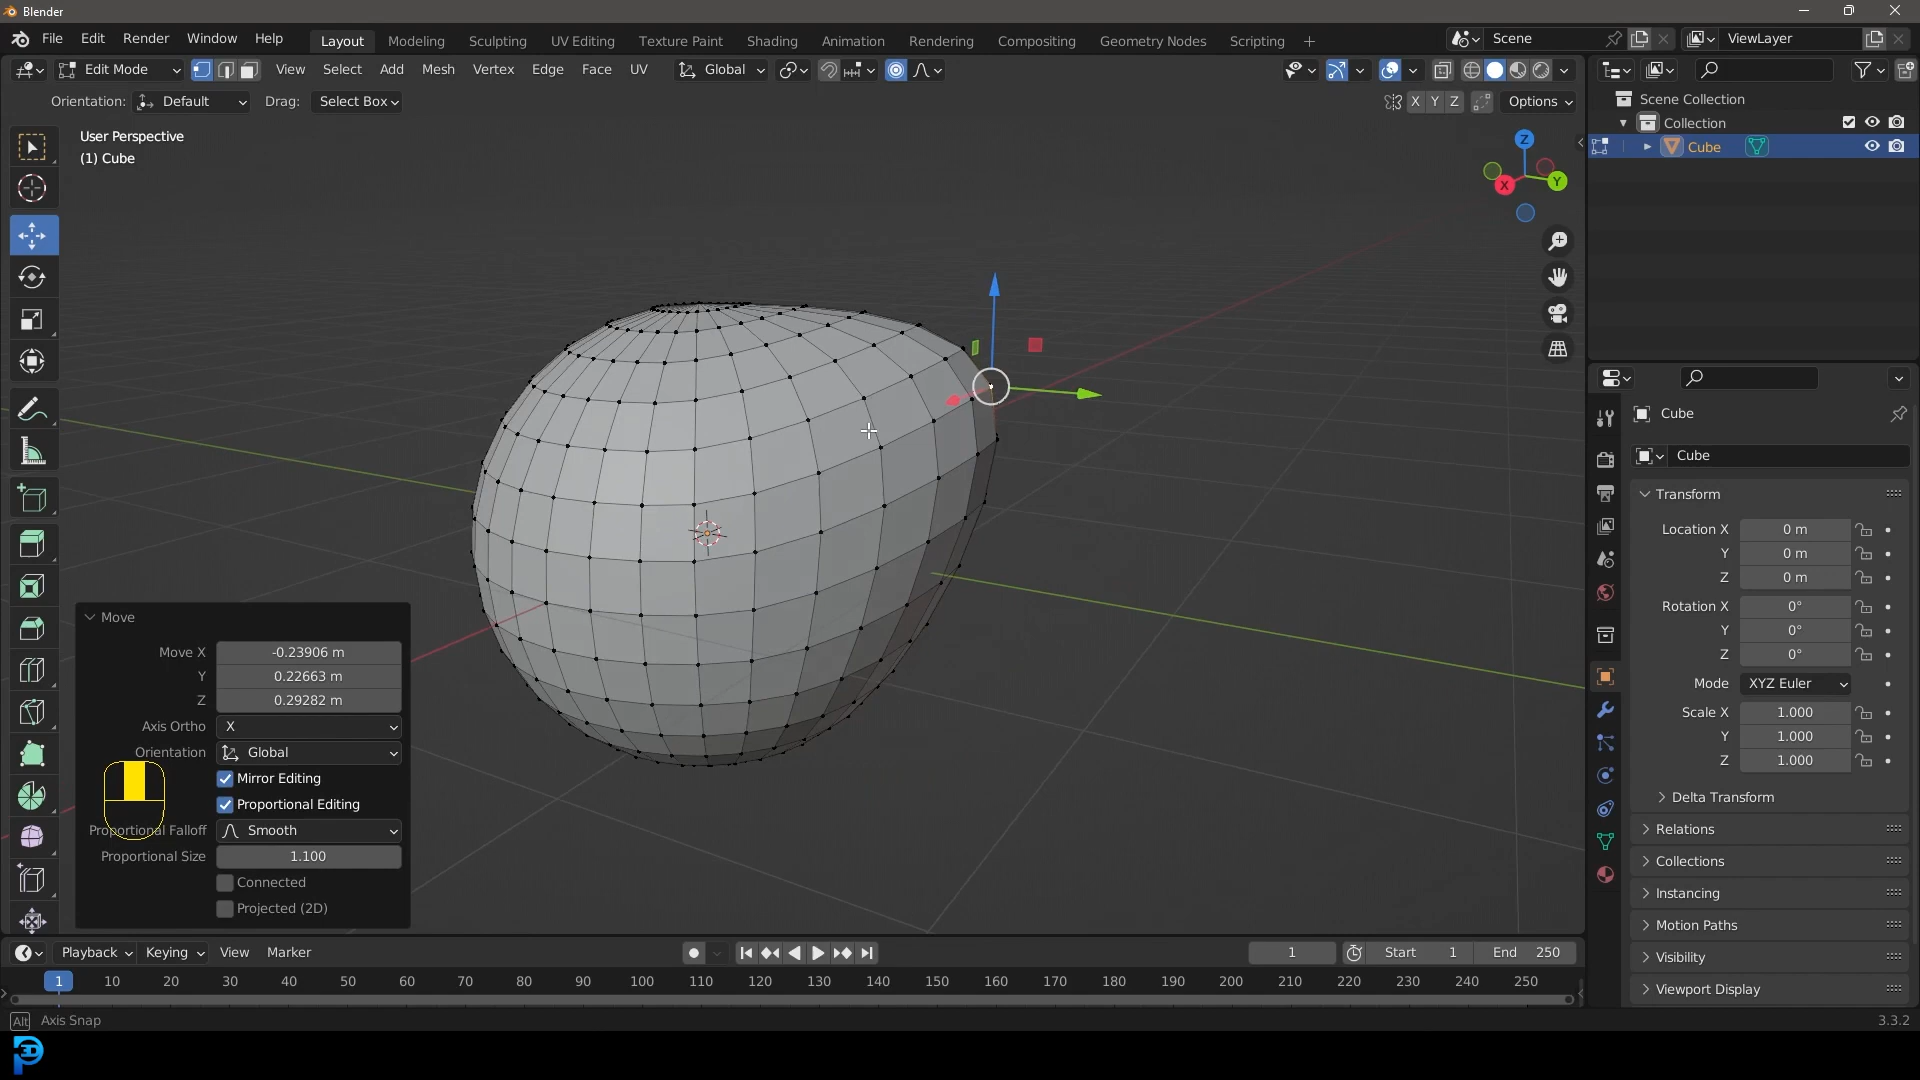 Blender
File Edit Render Window Help
Layout Modeling Sculpting UV Editing Texture Paint Shading Animation Rendering Compositing Geometry Nodes Scripting +
Scene
ViewLayer
Edit Mode View Select Add Mesh Vertex Edge Face UV Global
Orientation: Default Drag: Select Box
X Y Z Options
User Perspective
(1) Cube
Z
X
Y
Scene Collection
Collection
Cube
Cube
Cube
Transform
Location X 0 m
Y 0 m
Z 0 m
Rotation X 0°
Y 0°
Z 0°
Mode XYZ Euler
Scale X 1.000
Y 1.000
Z 1.000
Delta Transform
Relations
Collections
Instancing
Motion Paths
Visibility
Viewport Display
Move
Move X -0.23906 m
Y 0.22663 m
Z 0.29282 m
Axis Ortho X
Orientation Global
Mirror Editing
Proportional Editing
Proportional Falloff Smooth
Proportional Size 1.100
Connected
Projected (2D)
Playback Keying View Marker
1 Start 1 End 250
1 10 20 30 40 50 60 70 80 90 100 110 120 130 140 150 160 170 180 190 200 210 220 230 240 250
Alt Axis Snap
3.3.2
3D